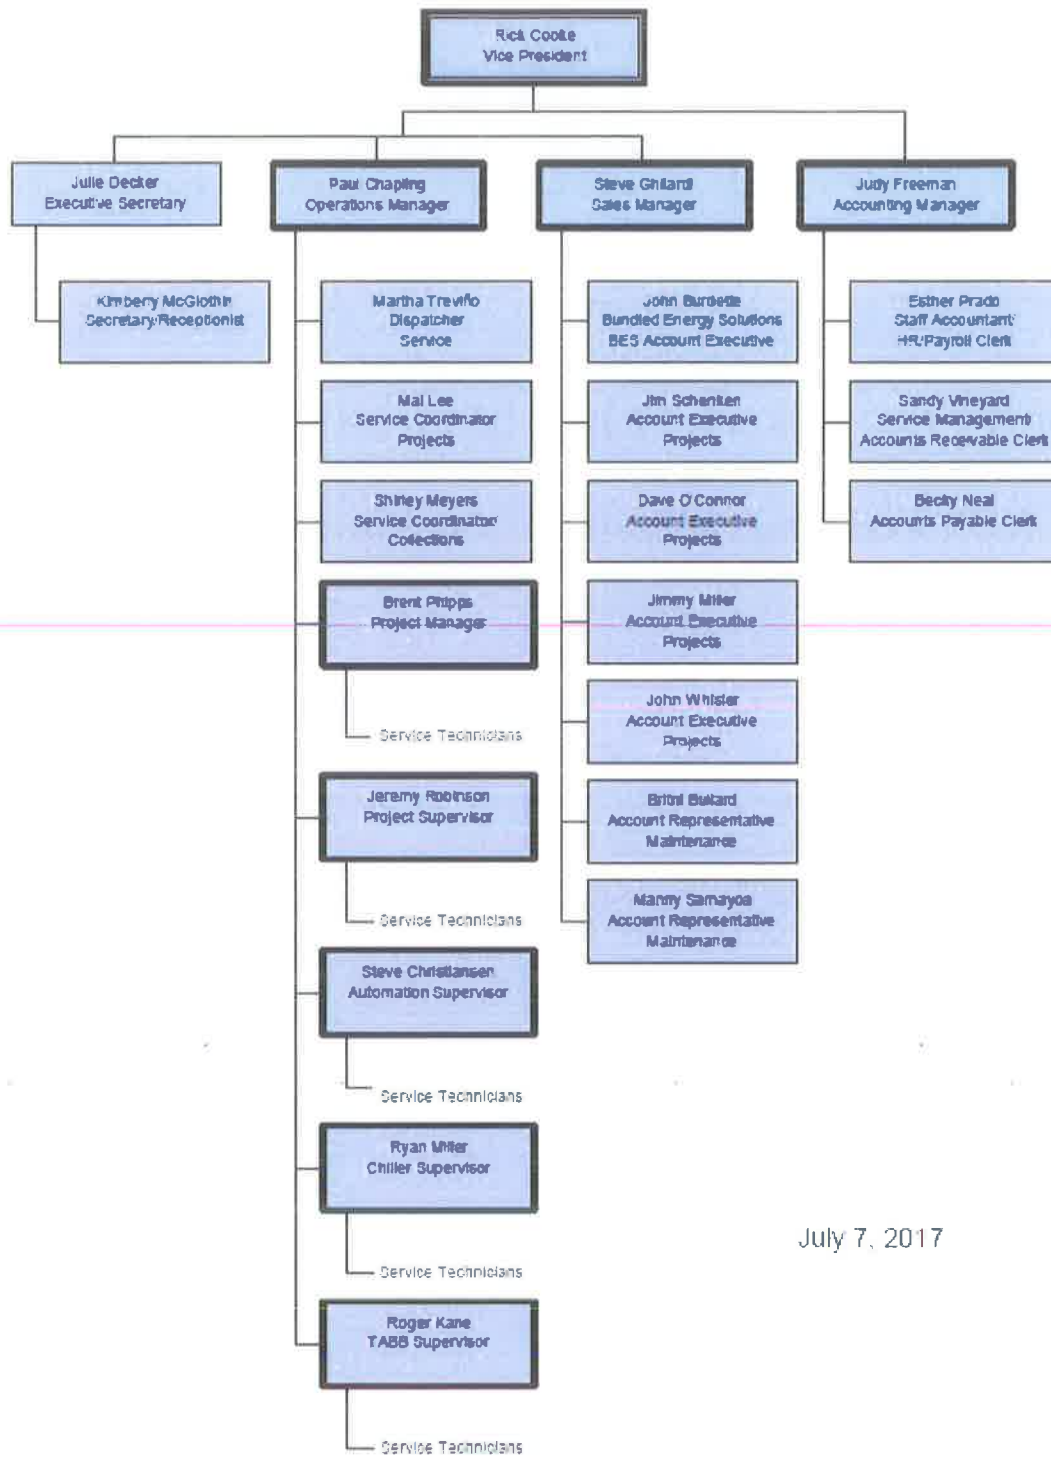 Rick Cooke
Vice President
Julie Decker
Executive Secretary
Paul Chapling
Operations Manager
Steve Ghilardi
Sales Manager
Judy Freeman
Accounting Manager
Kimberly McGlothin
Secretary/Receptionist
Martha Treviño
Dispatcher
Service
John Burdette
Bundled Energy Solutions
BES Account Executive
Esther Prado
Staff Accountant/
HR/Payroll Clerk
Mai Lee
Service Coordinator
Projects
Jim Schenken
Account Executive
Projects
Sandy Vineyard
Service Management/
Accounts Receivable Clerk
Shirley Meyers
Service Coordinator/
Collections
Dave O'Connor
Account Executive
Projects
Becky Neal
Accounts Payable Clerk
Brent Phipps
Project Manager
Service Technicians
Jimmy Miller
Account Executive
Projects
John Whisler
Account Executive
Projects
Jeremy Robinson
Project Supervisor
Service Technicians
Britni Bullard
Account Representative
Maintenance
Manny Samayoa
Account Representative
Maintenance
Steve Christiansen
Automation Supervisor
Service Technicians
Ryan Miller
Chiller Supervisor
Service Technicians
July 7, 2017
Roger Kane
TABB Supervisor
Service Technicians